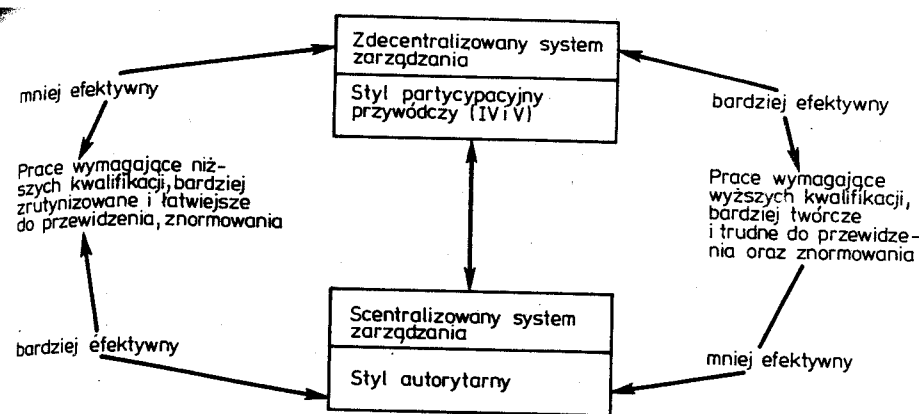 Zdecentralizowany system
zarządzania
Styl partycypacyjny
przywódczy (IV i V)
mniej efektywny
bardziej efektywny
Prace wymagające niż-
szych kwalifikacji, bardziej
zrutynizowane i łatwiejsze
do przewidzenia, znormowania
Prace wymagające
wyższych kwalifikacji,
bardziej twórcze
i trudne do przewidze-
nia oraz znormowania
bardziej efektywny
mniej efektywny
Scentralizowany system
zarządzania
Styl autorytarny